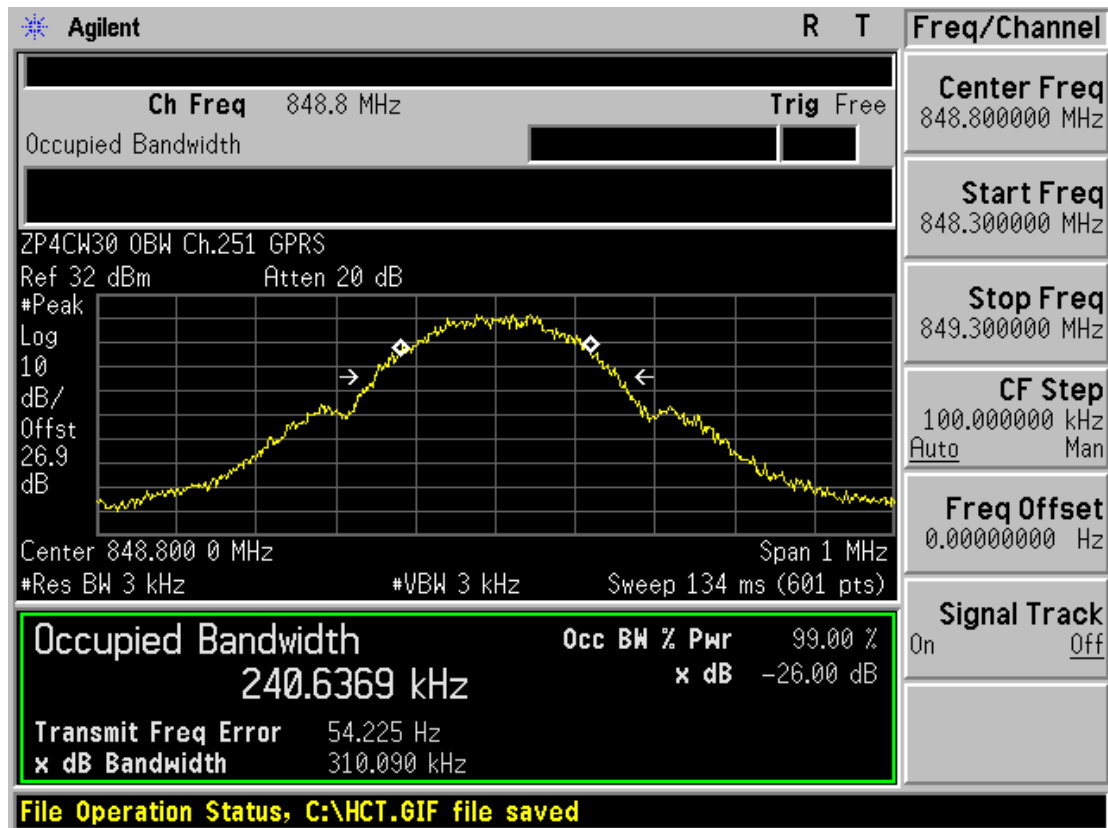 Agilent
R T
Freq/Channel
Ch Freq 848.8 MHz
Trig Free
Occupied Bandwidth
Center Freq
848.800000 MHz
Start Freq
848.300000 MHz
Stop Freq
849.300000 MHz
CF Step
100.000000 kHz
Auto Man
Freq Offset
0.00000000 Hz
Signal Track
On Off
ZP4CW30 OBW Ch.251 GPRS
Ref 32 dBm Atten 20 dB
#Peak
Log
10
dB/
Offst
26.9
dB
Center 848.800 0 MHz Span 1 MHz
#Res BW 3 kHz #VBW 3 kHz Sweep 134 ms (601 pts)
Occupied Bandwidth
240.6369 kHz
Occ BW % Pwr 99.00 %
x dB -26.00 dB
Transmit Freq Error 54.225 Hz
x dB Bandwidth 310.090 kHz
File Operation Status, C:\HCT.GIF file saved